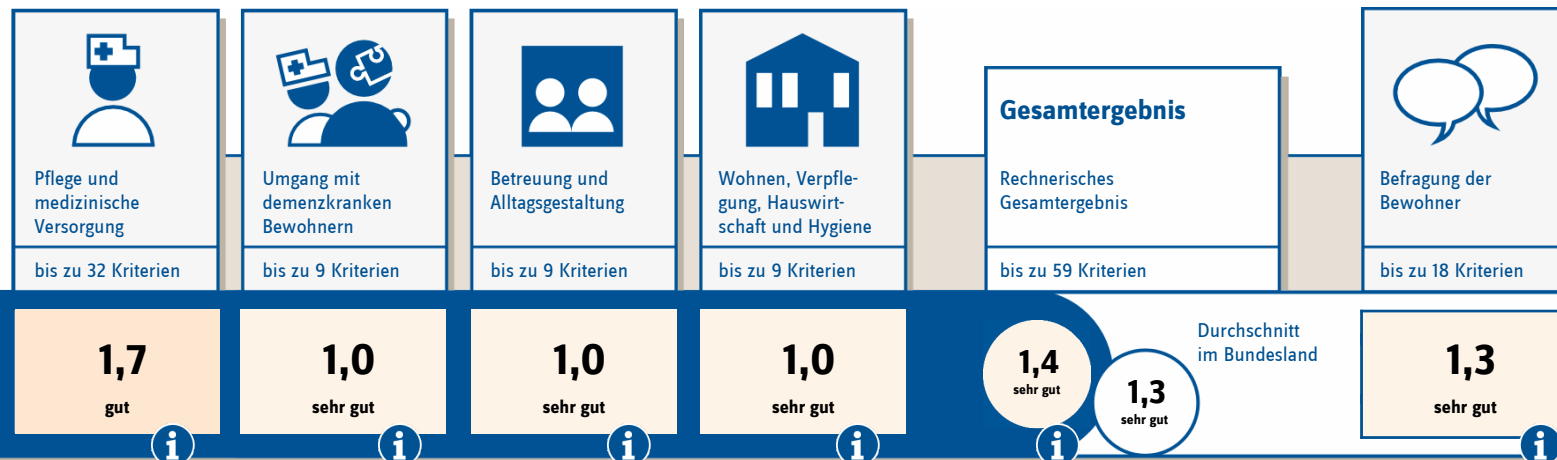 Pflege und
medizinische
Versorgung
bis zu 32 Kriterien
1,7
gut
Umgang mit
demenzkranken
Bewohnern
bis zu 9 Kriterien
1,0
sehr gut
Betreuung und
Alltagsgestaltung
bis zu 9 Kriterien
1,0
sehr gut
Wohnen, Verpfle-
gung, Hauswirt-
schaft und Hygiene
bis zu 9 Kriterien
1,0
sehr gut
Gesamtergebnis
Rechnerisches
Gesamtergebnis
bis zu 59 Kriterien
1,4
sehr gut
Durchschnitt
im Bundesland
1,3
sehr gut
Befragung der
Bewohner
bis zu 18 Kriterien
1,3
sehr gut
i
i
i
i
i
i